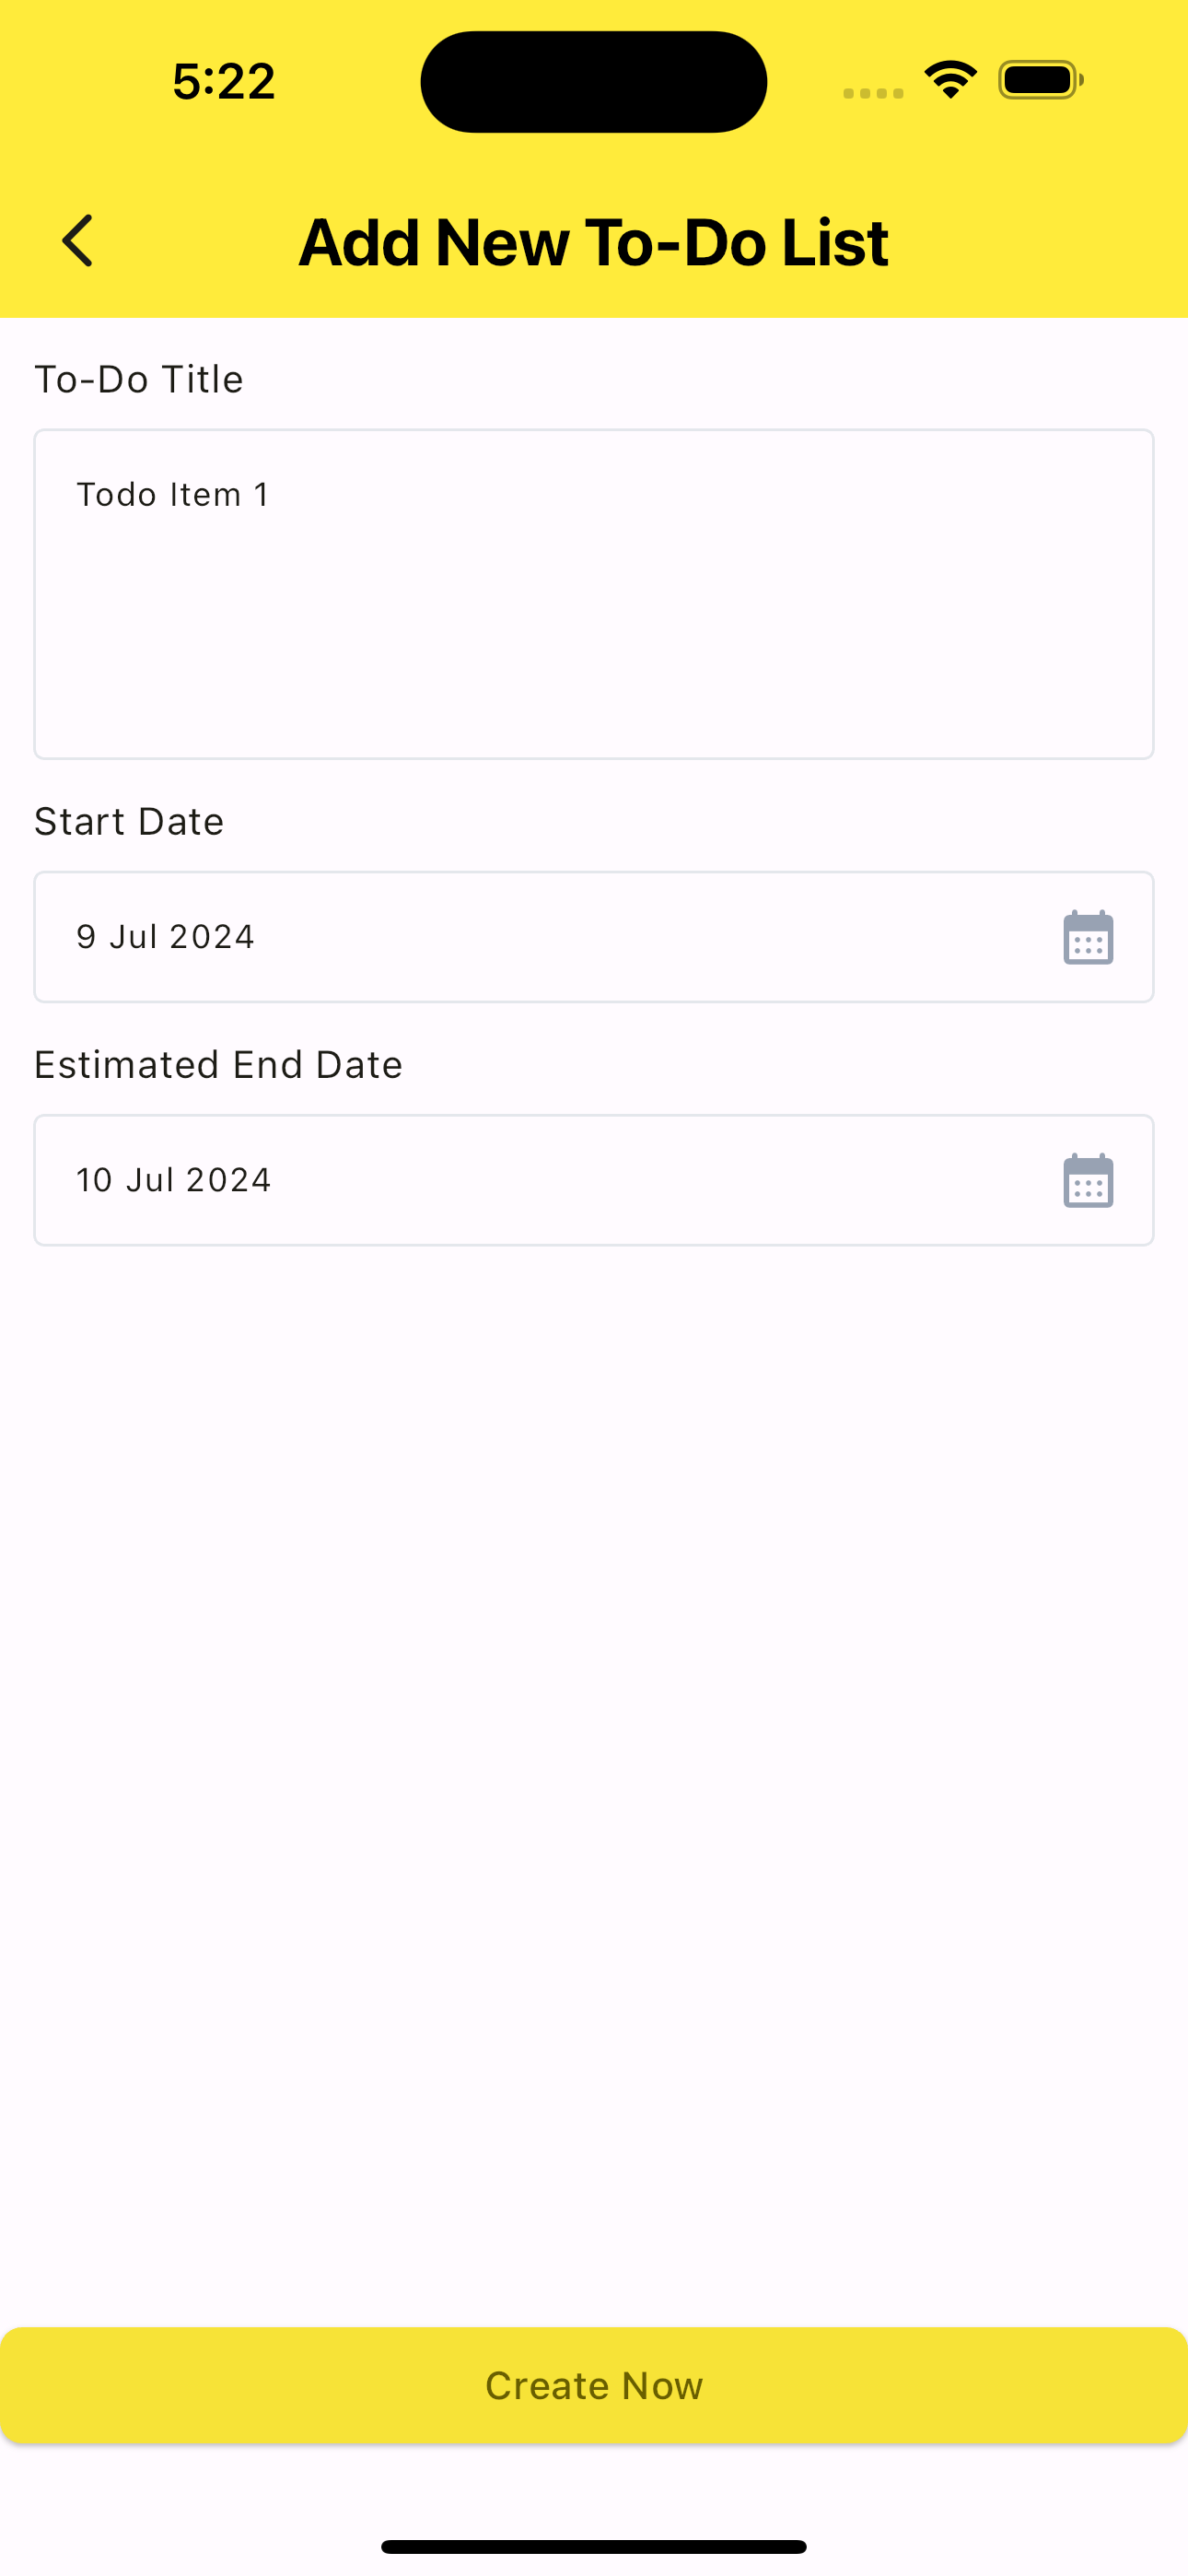 5:22
Add New To-Do List
To-Do Title
Todo Item 1
Start Date
9 Jul 2024
Estimated End Date
10 Jul 2024
Create Now